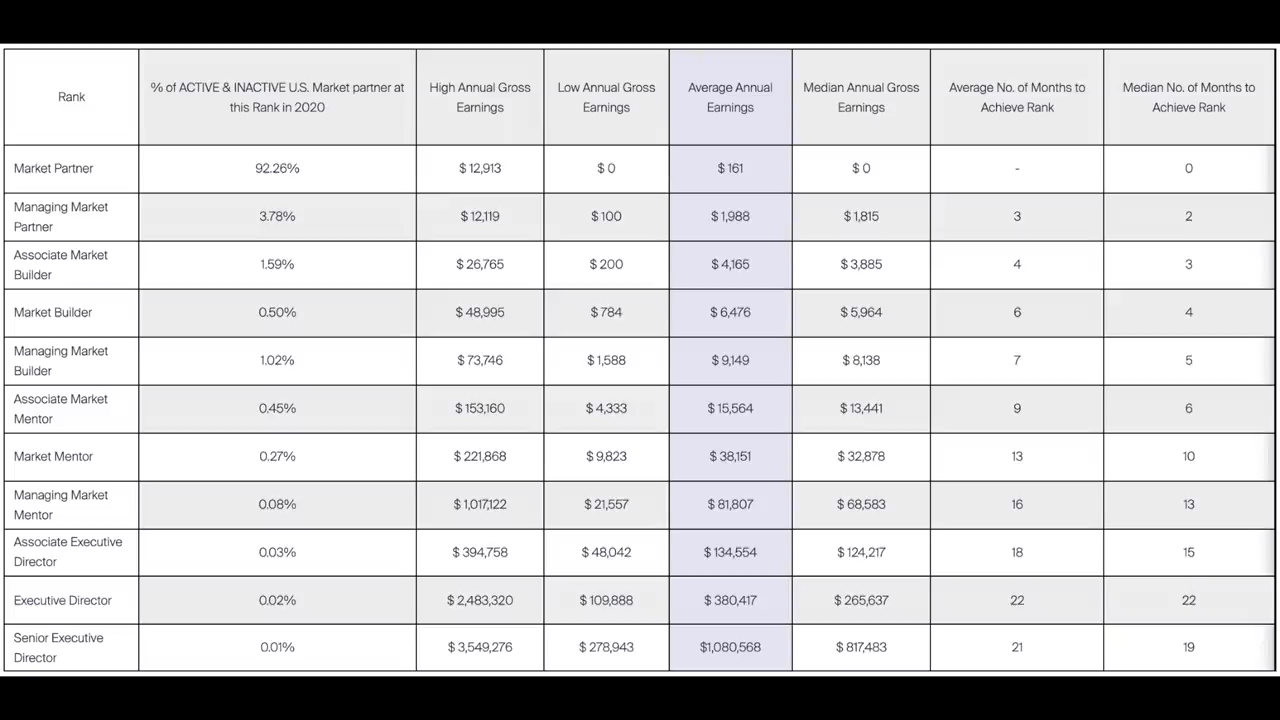 Rank
% of ACTIVE & INACTIVE U.S. Market partner at
this Rank in 2020
High Annual Gross
Earnings
Low Annual Gross
Earnings
Average Annual
Earnings
Median Annual Gross
Earnings
Average No. of Months to
Achieve Rank
Median No. of Months to
Achieve Rank
Market Partner
92.26%
$ 12,913
$ 0
$ 161
$ 0
-
0
Managing Market
Partner
3.78%
$ 12,119
$ 100
$ 1,988
$ 1,815
3
2
Associate Market
Builder
1.59%
$ 26,765
$ 200
$ 4,165
$ 3,885
4
3
Market Builder
0.50%
$ 48,995
$ 784
$ 6,476
$ 5,964
6
4
Managing Market
Builder
1.02%
$ 73,746
$ 1,588
$ 9,149
$ 8,138
7
5
Associate Market
Mentor
0.45%
$ 153,160
$ 4,333
$ 15,564
$ 13,441
9
6
Market Mentor
0.27%
$ 221,868
$ 9,823
$ 38,151
$ 32,878
13
10
Managing Market
Mentor
0.08%
$ 1,017,122
$ 21,557
$ 81,807
$ 68,583
16
13
Associate Executive
Director
0.03%
$ 394,758
$ 48,042
$ 134,554
$ 124,217
18
15
Executive Director
0.02%
$ 2,483,320
$ 109,888
$ 380,417
$ 265,637
22
22
Senior Executive
Director
0.01%
$ 3,549,276
$ 278,943
$1,080,568
$ 817,483
21
19